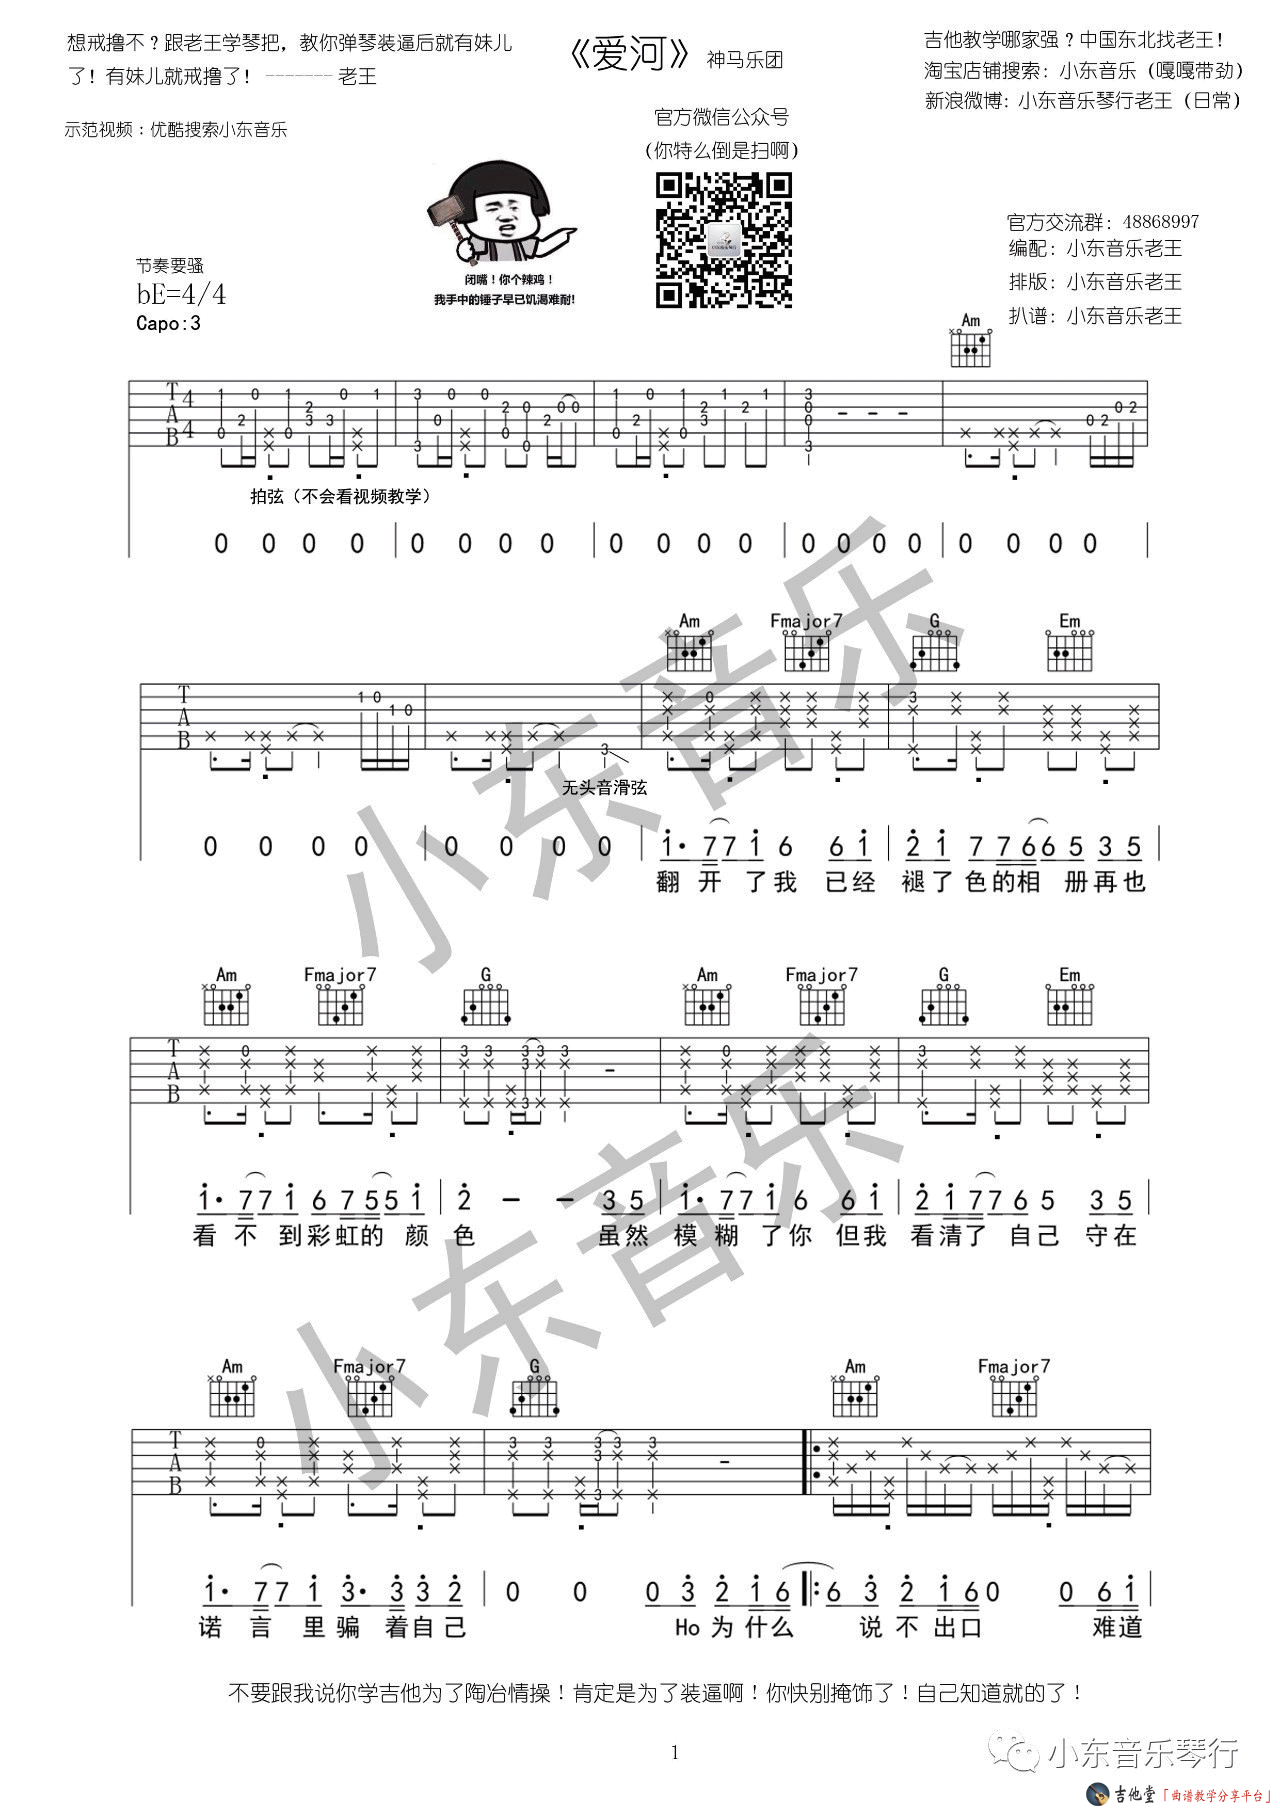 想戒撸不？跟老王学琴把，教你弹琴装逼后就有妹儿
了！有妹儿就戒撸了！ ------- 老王
示范视频：优酷搜索小东音乐
《爱河》 神马乐团
官方微信公众号
(你特么倒是扫啊)
吉他教学哪家强？中国东北找老王！
淘宝店铺搜索：小东音乐（嘎嘎带劲）
新浪微博：小东音乐琴行老王（日常）
闭嘴！你个辣鸡！
我手中的锤子早已饥渴难耐!
官方交流群：48868997
编配：小东音乐老王
排版：小东音乐老王
扒谱：小东音乐老王
节奏要骚
bE=4/4
Capo:3
Am
拍弦（不会看视频教学）
0 0 0 0 0 0 0 0 0 0 0 0 0 0 0 0 0 0 0 0
Am Fmajor7 G Em
无头音滑弦
0 0 0 0 0 0 0 0 1· 7 7 1 6 6 1 2 1 7 7 6 6 5 3 5
翻 开 了我 已经 褪了 色的相 册再也
Am Fmajor7 G Am Fmajor7 G Em
1· 7 7 1 6 7 5 5 1 2 – – 3 5 1· 7 7 1 6 6 1 2 1 7 7 6 5 3 5
看 不 到彩虹的 颜 色 虽然 模 糊 了你 但我 看清了 自己 守在
Am Fmajor7 G Am Fmajor7
1· 7 7 1 3· 3 3 2 0 0 0 3 2 1 6 6 3 2 1 6 0 0 6 1
诺 言 里骗 着自己 Ho 为 什么 说 不 出口 难道
不要跟我说你学吉他为了陶冶情操！肯定是为了装逼啊！你快别掩饰了！自己知道就的了！
1
小东音乐
小东音乐
小东音乐琴行
吉他堂「曲谱教学分享平台」